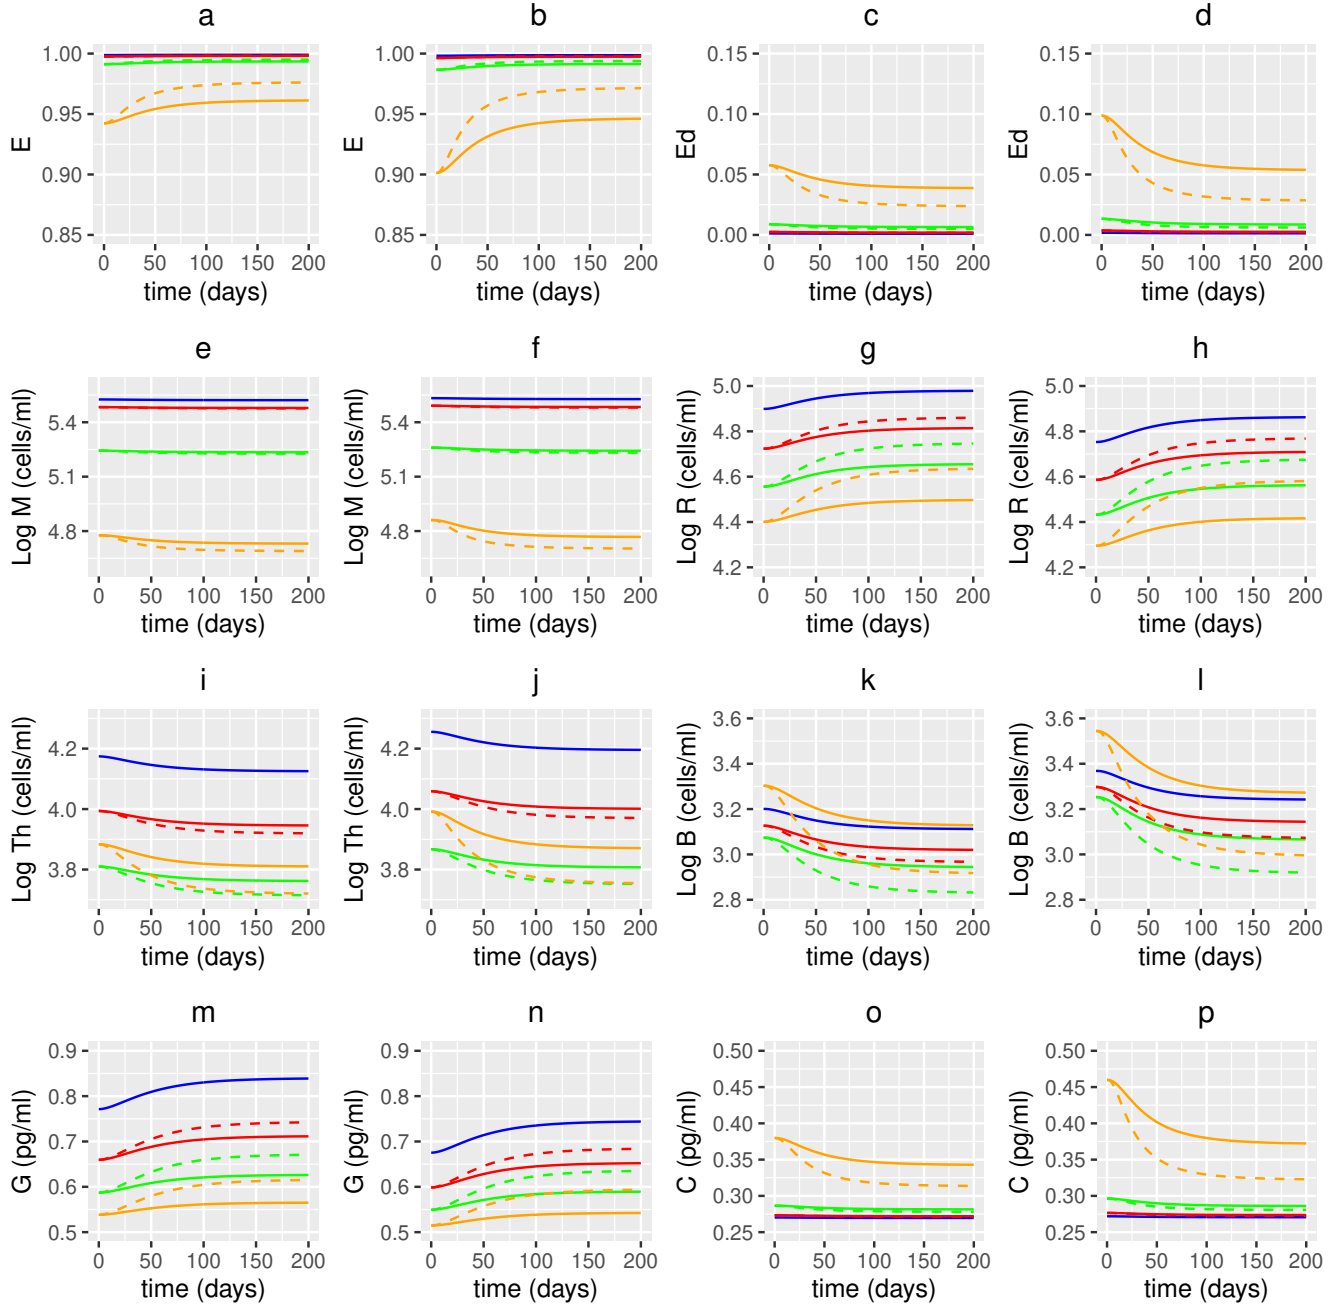 a b c d
E 1.00 0.95 0.90 0.85 0 50 100 150 200 time (days)
E 1.00 0.95 0.90 0.85 0 50 100 150 200 time (days)
Ed 0.15 0.10 0.05 0.00 0 50 100 150 200 time (days)
Ed 0.15 0.10 0.05 0.00 0 50 100 150 200 time (days)
e f g h
Log M (cells/ml) 5.4 5.1 4.8 0 50 100 150 200 time (days)
Log M (cells/ml) 5.4 5.1 4.8 0 50 100 150 200 time (days)
Log R (cells/ml) 5.0 4.8 4.6 4.4 4.2 0 50 100 150 200 time (days)
Log R (cells/ml) 5.0 4.8 4.6 4.4 4.2 0 50 100 150 200 time (days)
i j k l
Log Th (cells/ml) 4.2 4.0 3.8 0 50 100 150 200 time (days)
Log Th (cells/ml) 4.2 4.0 3.8 0 50 100 150 200 time (days)
Log B (cells/ml) 3.6 3.4 3.2 3.0 2.8 0 50 100 150 200 time (days)
Log B (cells/ml) 3.6 3.4 3.2 3.0 2.8 0 50 100 150 200 time (days)
m n o p
G (pg/ml) 0.9 0.8 0.7 0.6 0.5 0 50 100 150 200 time (days)
G (pg/ml) 0.9 0.8 0.7 0.6 0.5 0 50 100 150 200 time (days)
C (pg/ml) 0.50 0.45 0.40 0.35 0.30 0.25 0 50 100 150 200 time (days)
C (pg/ml) 0.50 0.45 0.40 0.35 0.30 0.25 0 50 100 150 200 time (days)